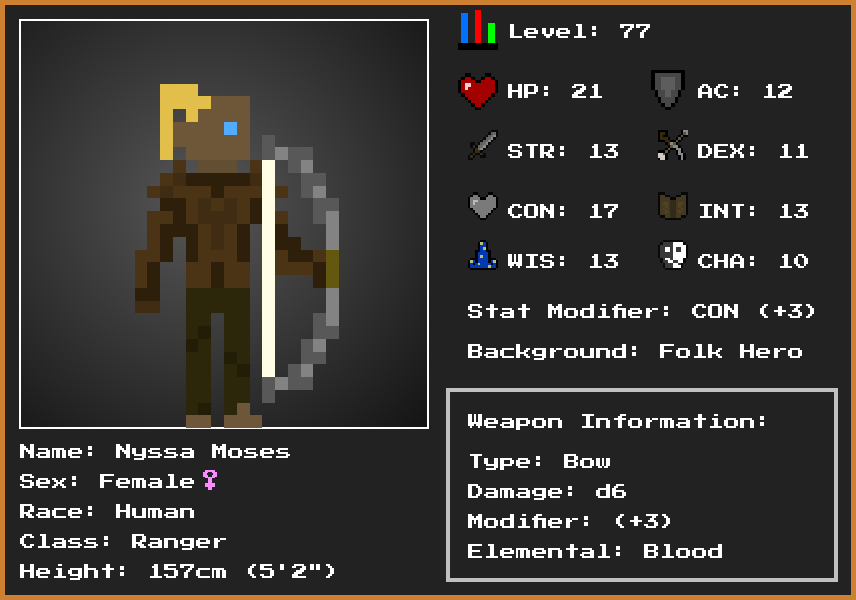 Level: 77
HP: 21
AC: 12
STR: 13
DEX: 11
CON: 17
INT: 13
WIS: 13
CHA: 10
Stat Modifier: CON (+3)
Background: Folk Hero
Weapon Information:
Type: Bow
Damage: d6
Modifier: (+3)
Elemental: Blood
Name: Nyssa Moses
Sex: Female♀
Race: Human
Class: Ranger
Height: 157cm (5'2")